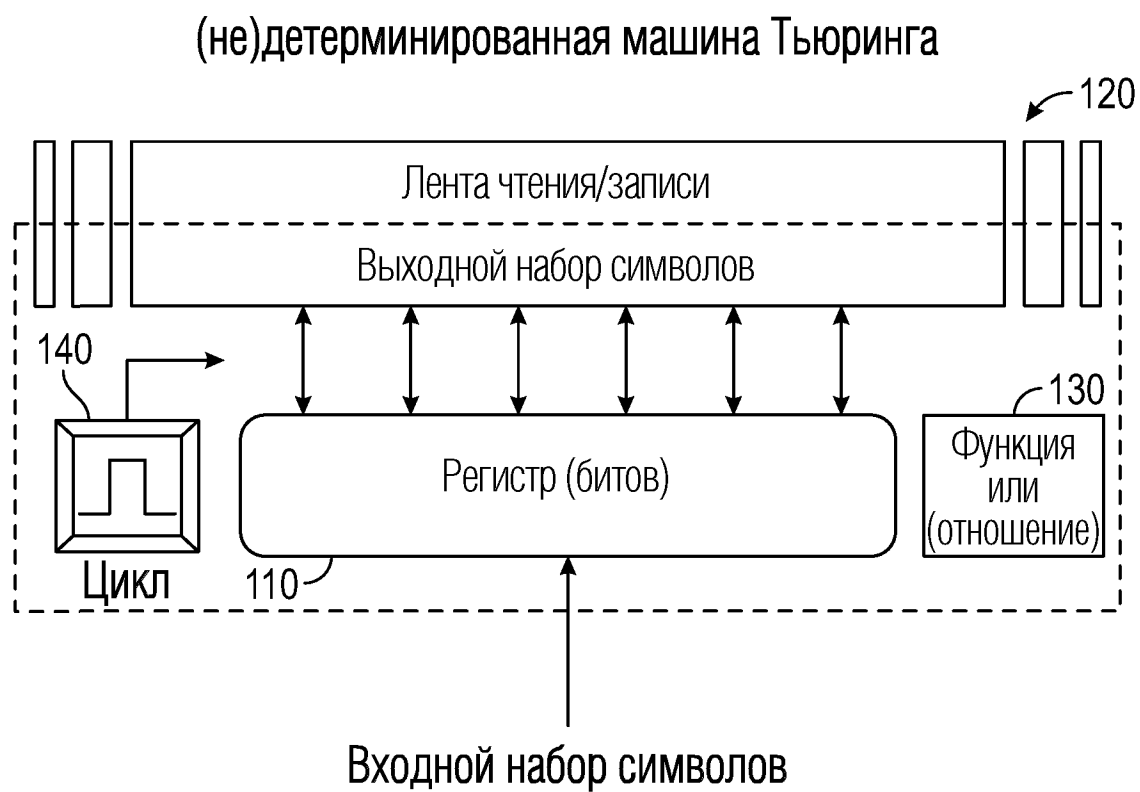 (не)детерминированная машина Тьюринга
120
Лента чтения/записи
Выходной набор символов
140
130
Регистр (битов)
Функция
или
(отношение)
Цикл
110
Входной набор символов